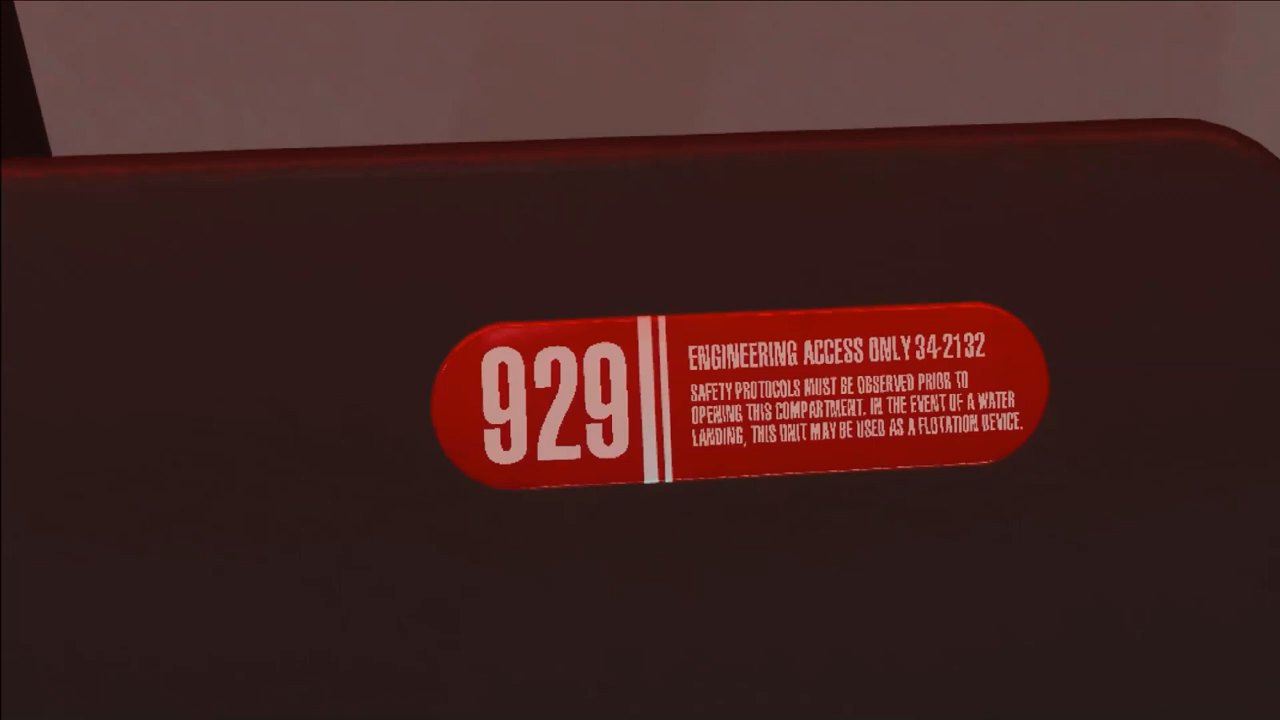 929
ENGINEERING ACCESS ONLY 34-2132
SAFETY PROTOCOLS MUST BE OBSERVED PRIOR TO
OPENING THIS COMPARTMENT. IN THE EVENT OF A WATER
LANDING, THIS UNIT MAY BE USED AS A FLOTATION DEVICE.